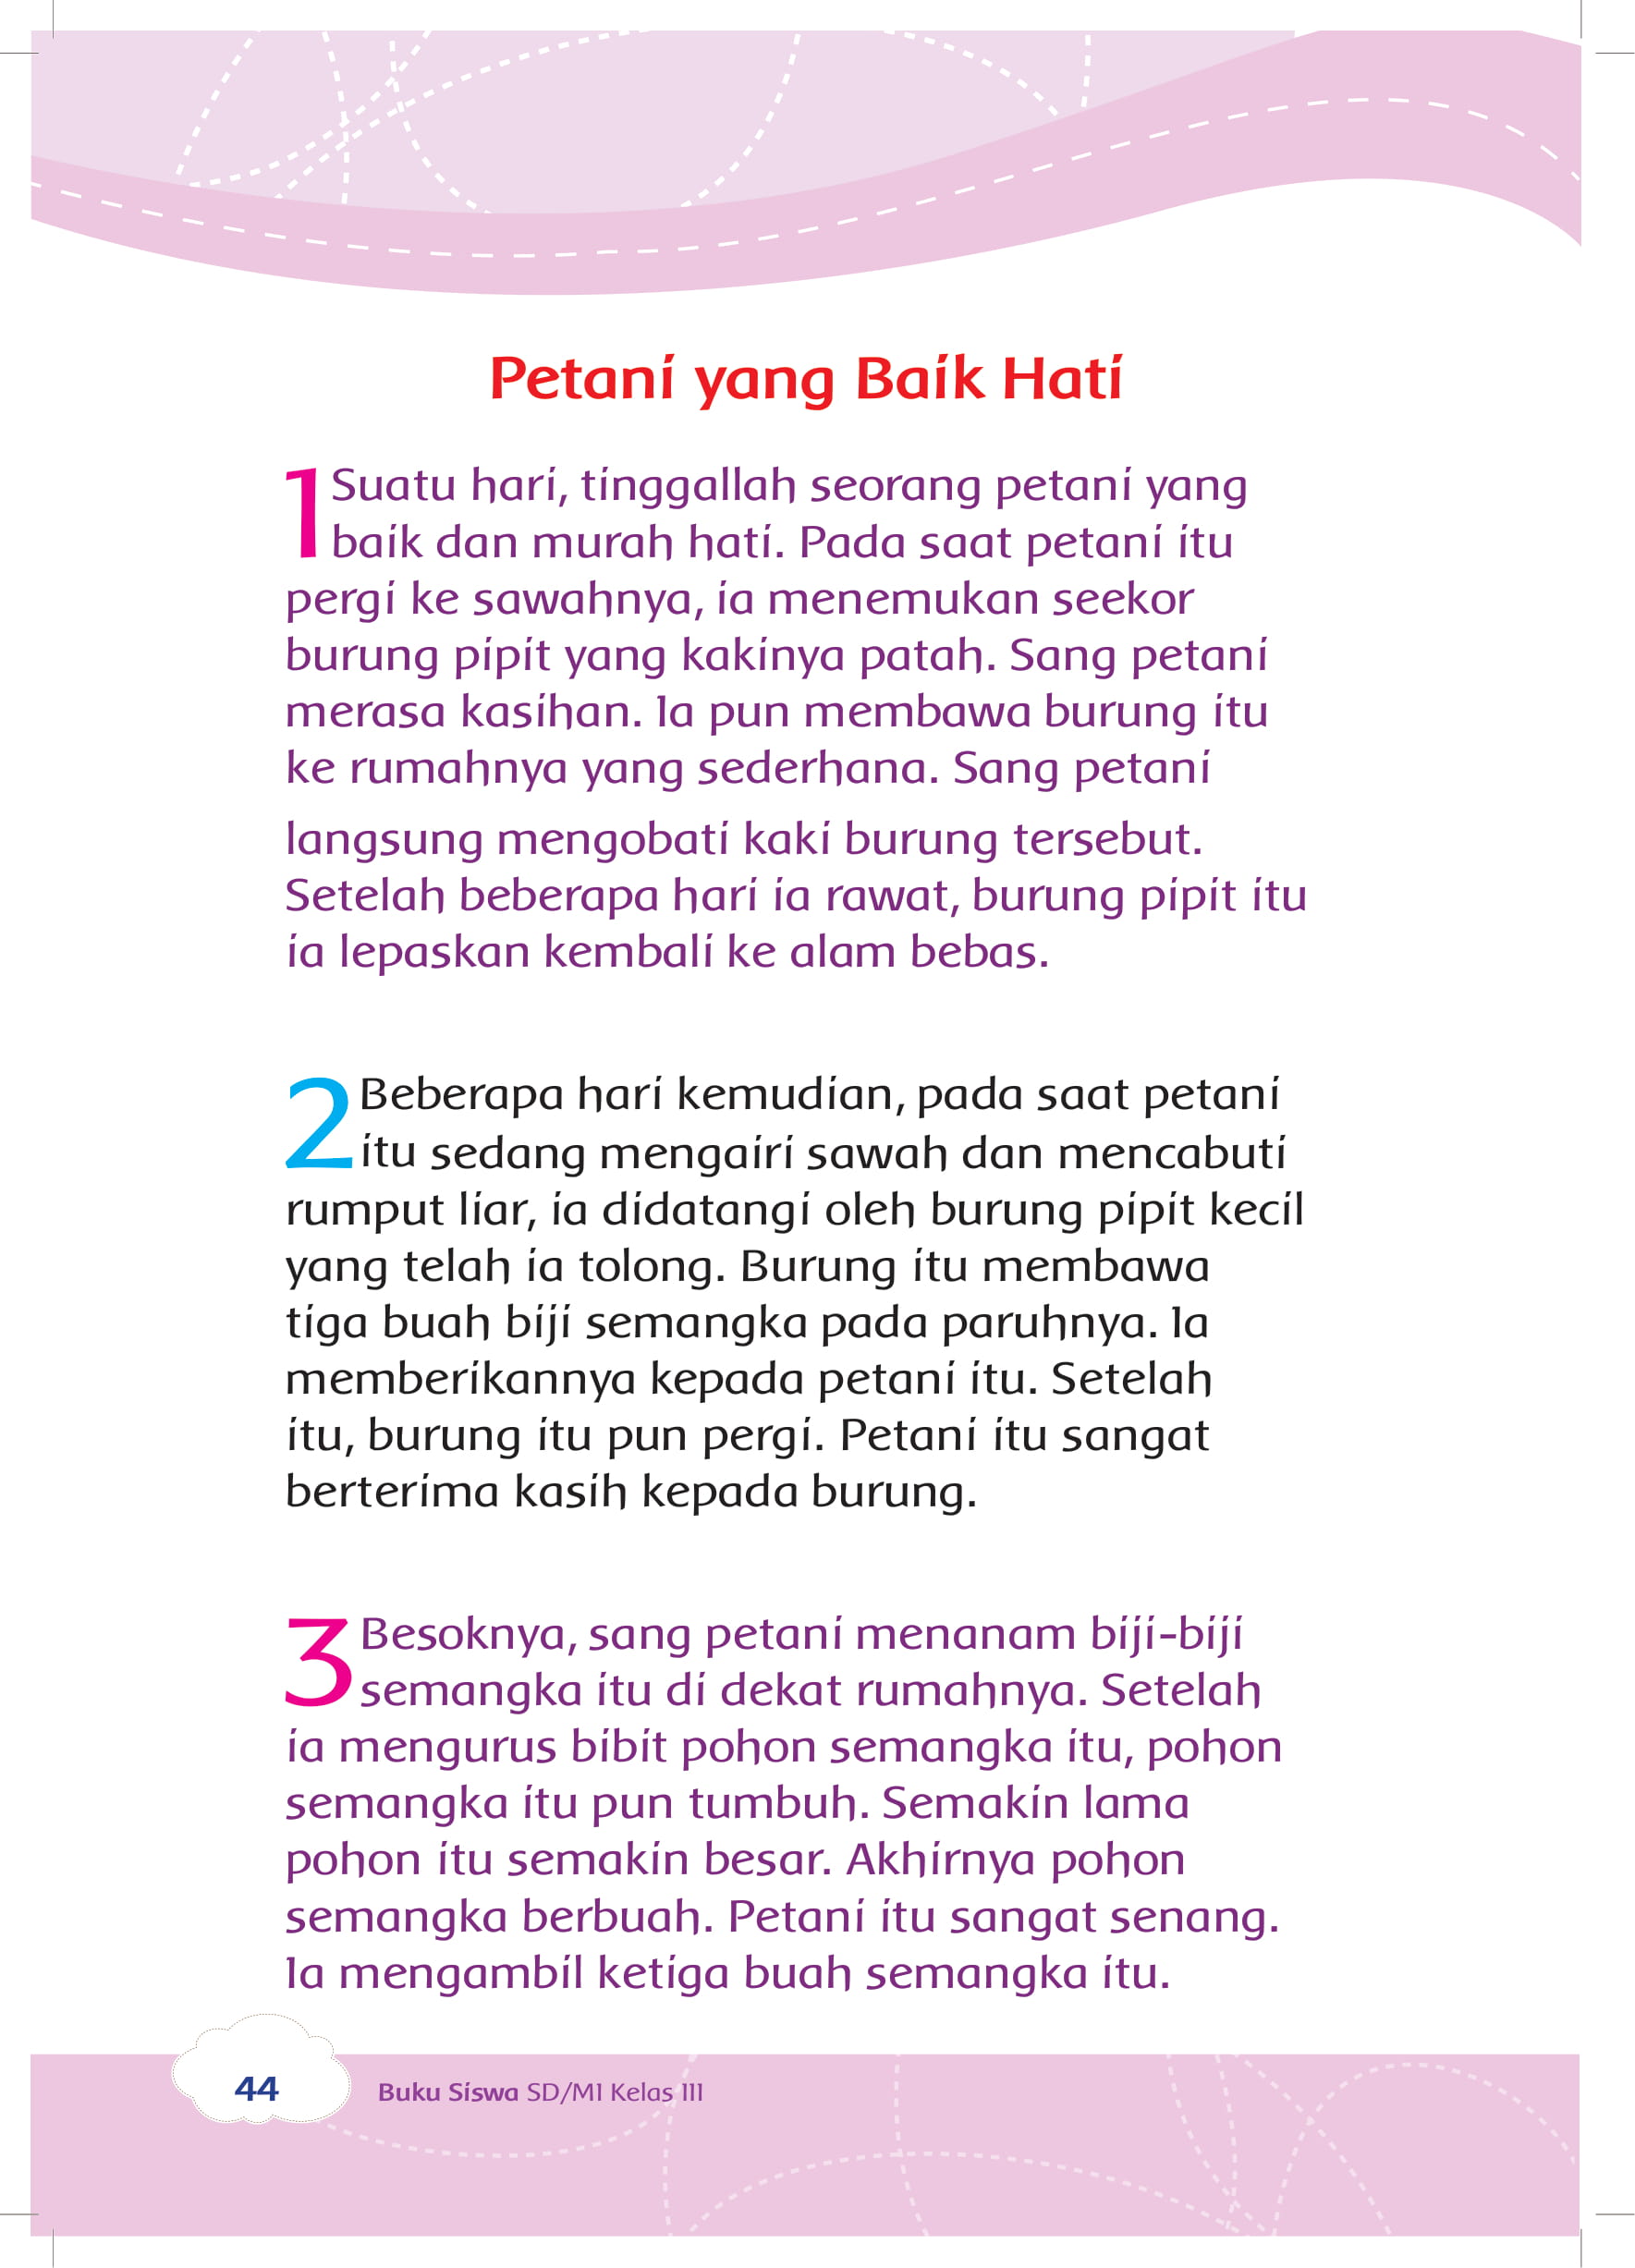 Petani yang Baik Hati
1 Suatu hari, tinggallah seorang petani yang
baik dan murah hati. Pada saat petani itu
pergi ke sawahnya, ia menemukan seekor
burung pipit yang kakinya patah. Sang petani
merasa kasihan. Ia pun membawa burung itu
ke rumahnya yang sederhana. Sang petani
langsung mengobati kaki burung tersebut.
Setelah beberapa hari ia rawat, burung pipit itu
ia lepaskan kembali ke alam bebas.
2 Beberapa hari kemudian, pada saat petani
itu sedang mengairi sawah dan mencabuti
rumput liar, ia didatangi oleh burung pipit kecil
yang telah ia tolong. Burung itu membawa
tiga buah biji semangka pada paruhnya. Ia
memberikannya kepada petani itu. Setelah
itu, burung itu pun pergi. Petani itu sangat
berterima kasih kepada burung.
3 Besoknya, sang petani menanam biji-biji
semangka itu di dekat rumahnya. Setelah
ia mengurus bibit pohon semangka itu, pohon
semangka itu pun tumbuh. Semakin lama
pohon itu semakin besar. Akhirnya pohon
semangka berbuah. Petani itu sangat senang.
Ia mengambil ketiga buah semangka itu.
44 Buku Siswa SD/MI Kelas III